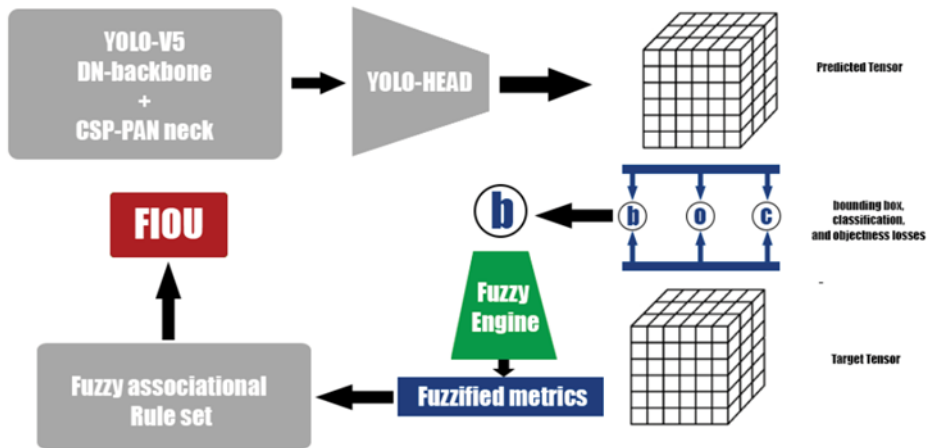 YOLO-V5
DN-backbone
+
CSP-PAN neck
YOLO-HEAD
Predicted Tensor
FIOU
b
b
o
c
bounding box,
classification,
and objectness losses
-
Fuzzy
Engine
Target Tensor
Fuzzy associational
Rule set
Fuzzified metrics